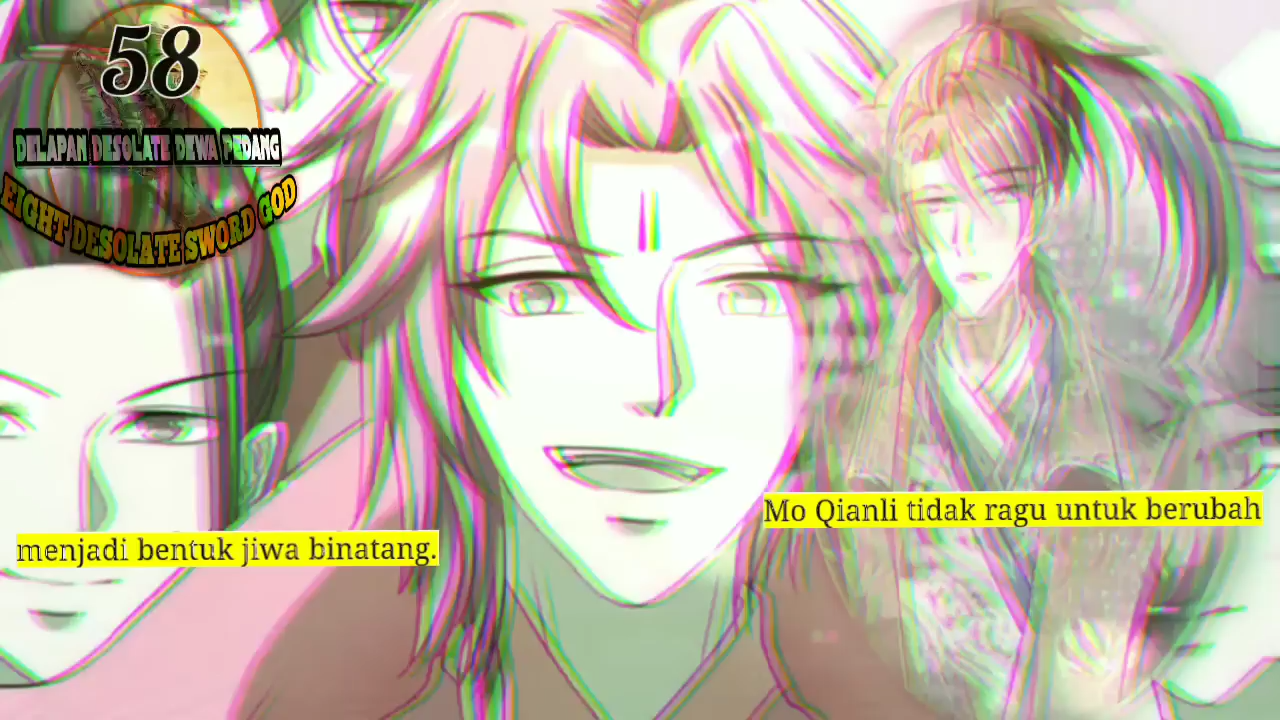 58
DELAPAN DESOLATE DEWA PEDANG
EIGHT DESOLATE SWORD GOD
Mo Qianli tidak ragu untuk berubah
menjadi bentuk jiwa binatang.